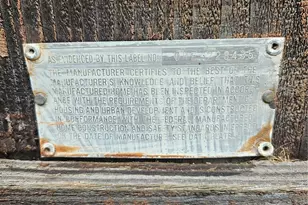 AS EVIDENCED BY THIS LABEL NO.
THE MANUFACTURER CERTIFIES TO THE BEST OF THE
MANUFACTURER'S KNOWLEDGE AND BELIEF THAT THIS
MANUFACTURED HOME HAS BEEN INSPECTED IN ACCORD-
ANCE WITH THE REQUIREMENTS OF THE DEPARTMENT OF
HOUSING AND URBAN DEVELOPMENT AND IS CONSTRUCTED
IN CONFORMANCE WITH THE FEDERAL MANUFACTURED
HOME CONSTRUCTION AND SAFETY STANDARDS IN EFFECT ON
THE DATE OF MANUFACTURE. SEE DATA